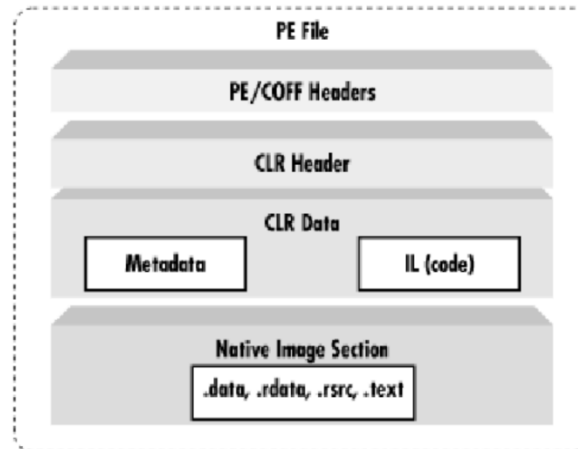 PE File
PE/COFF Headers
CLR Header
CLR Data
Metadata
IL (code)
Native Image Section
.data, .rdata, .rsrc, .text